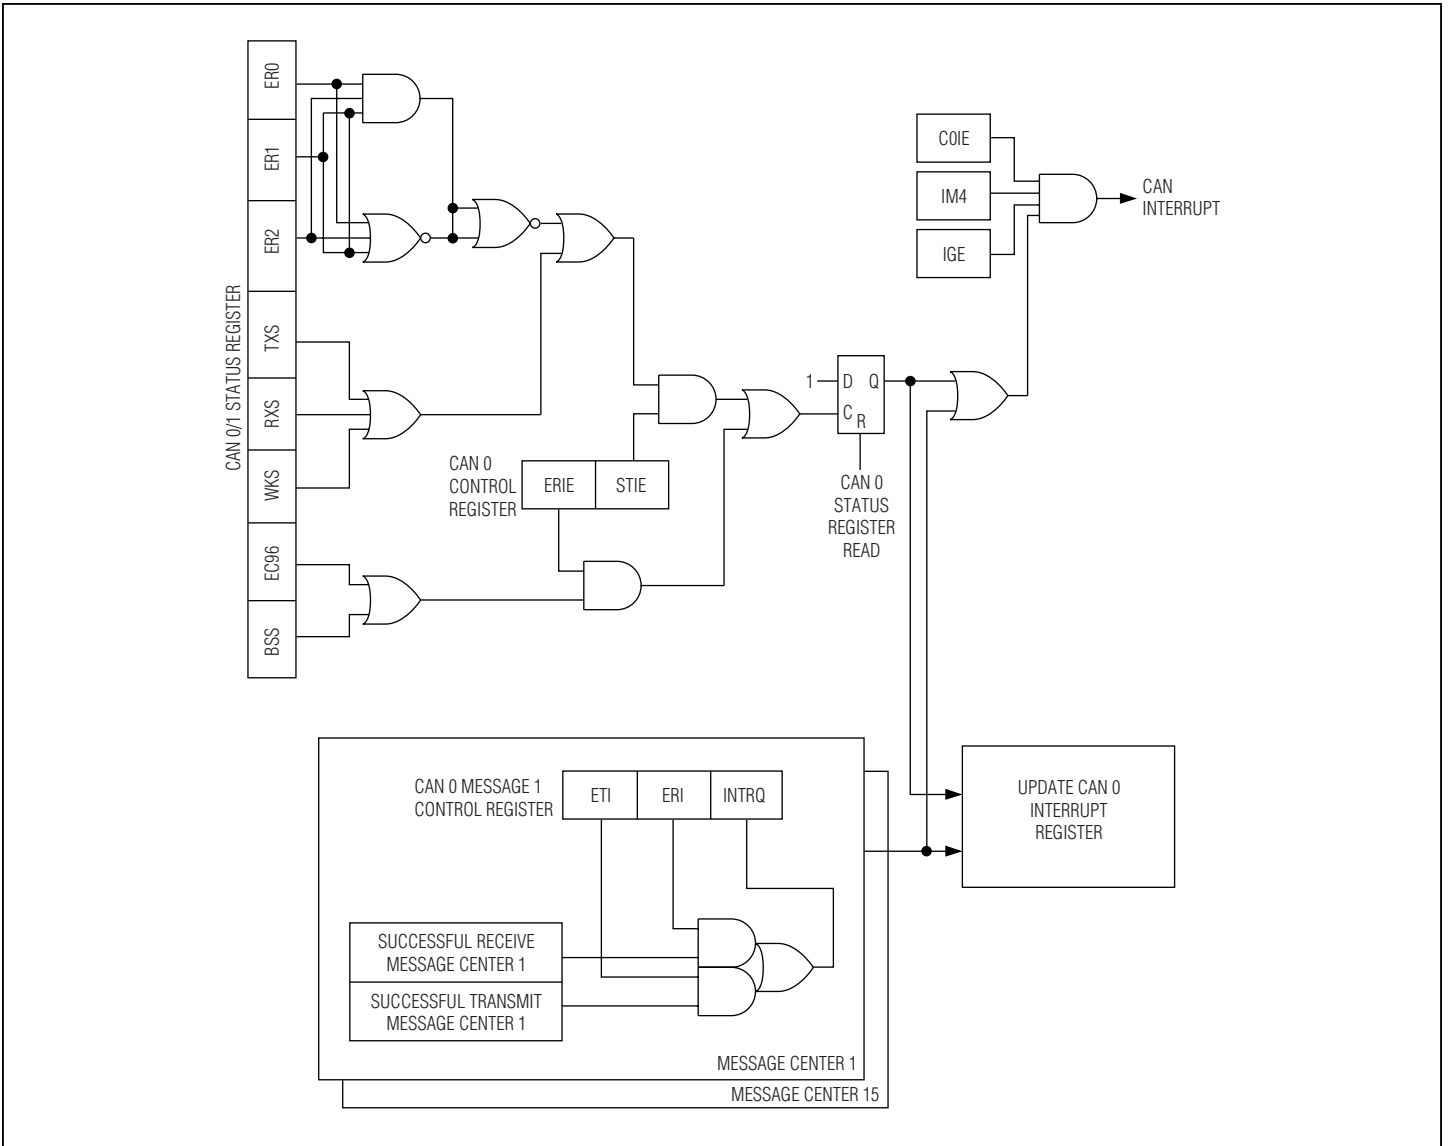 CAN 0/1 STATUS REGISTER
ER0
ER1
ER2
TXS
RXS
WKS
EC96
BSS
CAN 0
CONTROL
REGISTER
ERIE
STIE
1
D
Q
C
R
CAN 0
STATUS
REGISTER
READ
C0IE
IM4
IGE
CAN
INTERRUPT
UPDATE CAN 0
INTERRUPT
REGISTER
CAN 0 MESSAGE 1
CONTROL REGISTER
ETI
ERI
INTRQ
SUCCESSFUL RECEIVE
MESSAGE CENTER 1
SUCCESSFUL TRANSMIT
MESSAGE CENTER 1
MESSAGE CENTER 1
MESSAGE CENTER 15